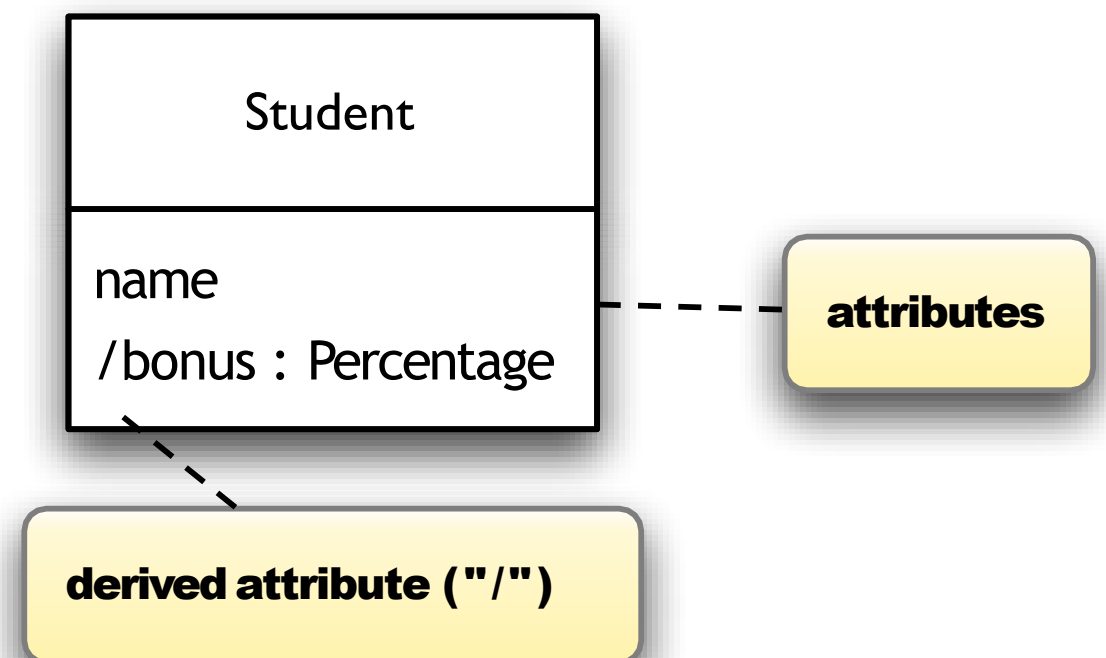 Student
name
/bonus : Percentage
attributes
derived attribute ("/")